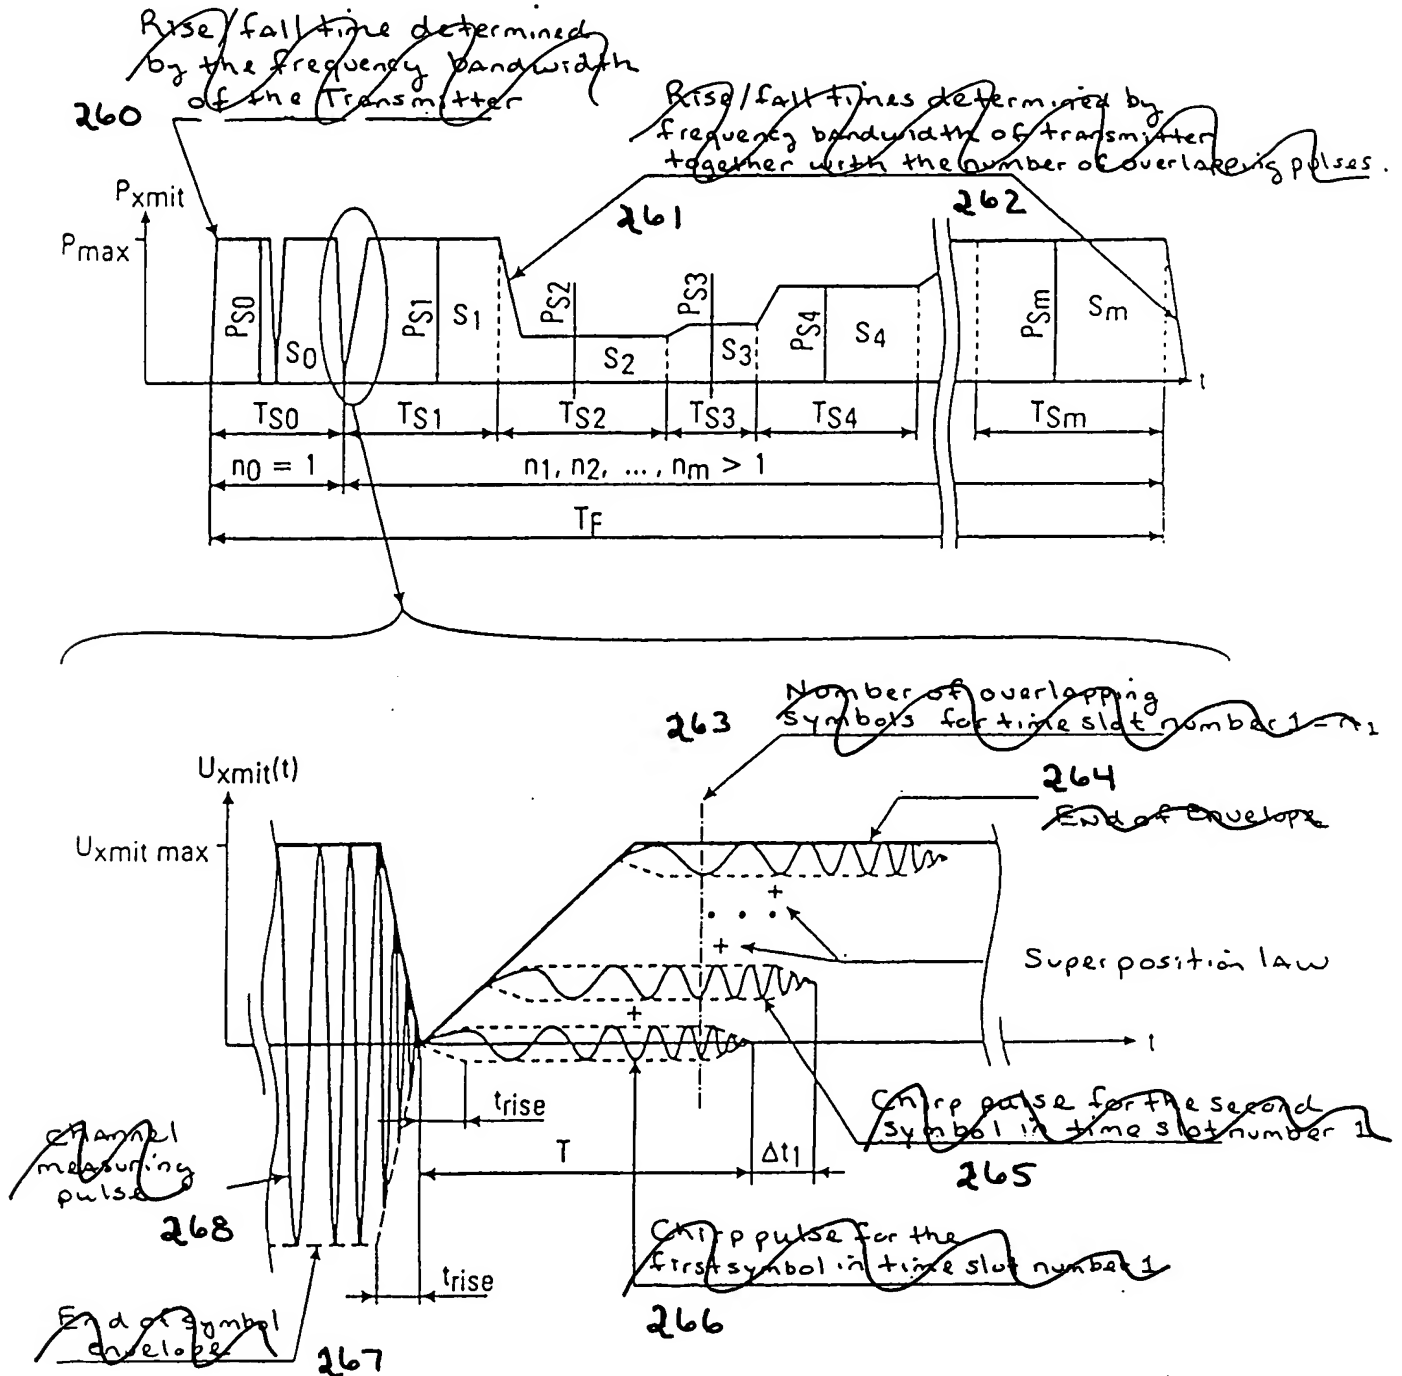 Rise/fall time determined
by the frequency bandwidth
of the Transmitter
260
Rise/fall times determined by
frequency bandwidth of transmitter
together with the number of overlapping pulses.
261
262
Pxmit
Pmax
PS0
S0
PS1
S1
PS2
S2
PS3
S3
PS4
S4
PSm
Sm
t
TS0
TS1
TS2
TS3
TS4
TSm
n0 = 1
n1, n2, ..., nm > 1
TF
263
Number of overlapping
symbols for time slot number 1 = n1
264
End of Envelope
Uxmit(t)
Uxmit max
+
. . .
+
Superposition law
+
t
trise
T
Δt1
Chirp pulse for the second
symbol in time slot number 1
265
channel
measuring
pulse
268
Chirp pulse for the
first symbol in time slot number 1
266
trise
End of symbol
envelope
267